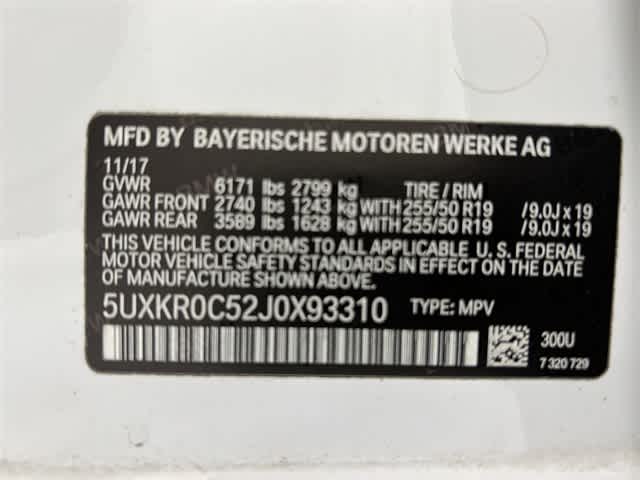 MFD BY BAYERISCHE MOTOREN WERKE AG
11/17
GVWR 6171 lbs 2799 kg TIRE / RIM
GAWR FRONT 2740 lbs 1243 kg WITH 255/50 R19 /9.0J x 19
GAWR REAR 3589 lbs 1628 kg WITH 255/50 R19 /9.0J x 19
THIS VEHICLE CONFORMS TO ALL APPLICABLE U. S. FEDERAL
MOTOR VEHICLE SAFETY STANDARDS IN EFFECT ON THE DATE
OF MANUFACTURE SHOWN ABOVE.
5UXKR0C52J0X93310 TYPE: MPV
300U
7 320 729